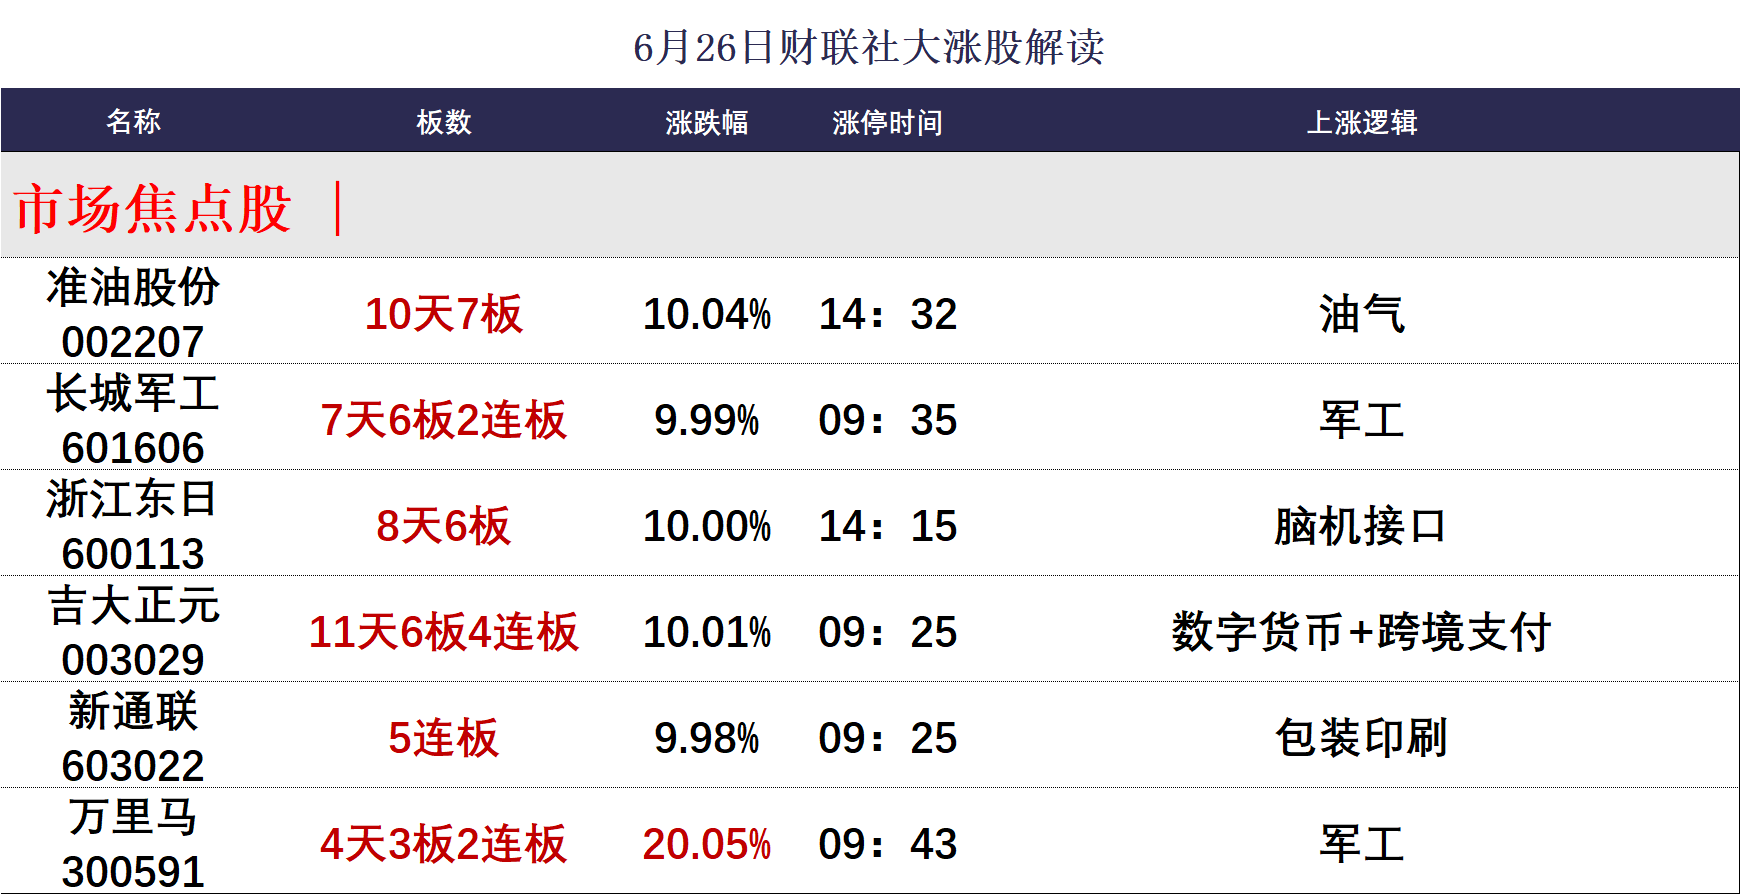 6月26日财联社大涨股解读
名称 板数 涨跌幅 涨停时间 上涨逻辑
市场焦点股 ｜
准油股份
002207 10天7板 10.04% 14：32 油气
长城军工
601606 7天6板2连板 9.99% 09：35 军工
浙江东日
600113 8天6板 10.00% 14：15 脑机接口
吉大正元
003029 11天6板4连板 10.01% 09：25 数字货币+跨境支付
新通联
603022 5连板 9.98% 09：25 包装印刷
万里马
300591 4天3板2连板 20.05% 09：43 军工